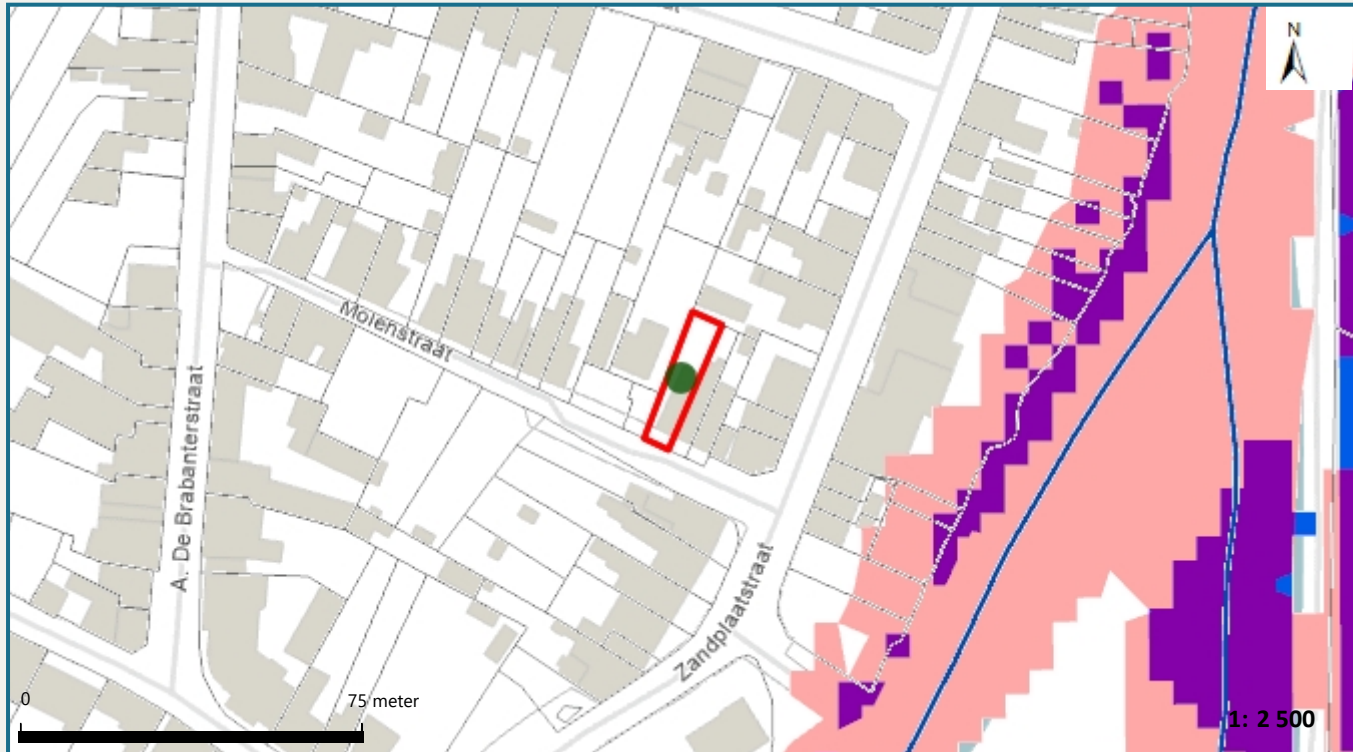 N
Molenstraat
A. De Brabanterstraat
Zandplaatstraat
0
75 meter
1: 2 500